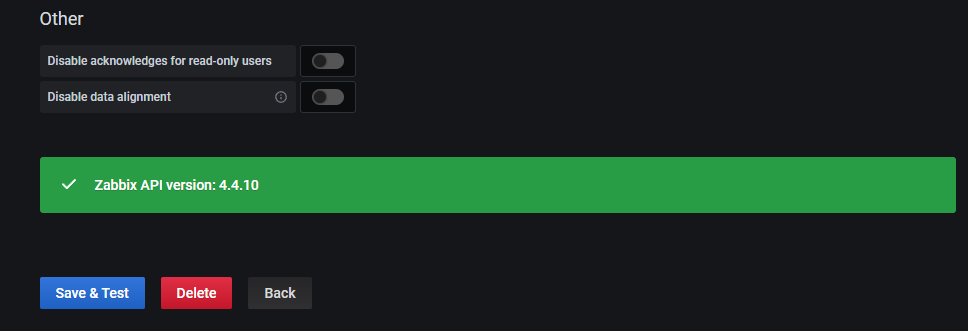 Other
Disable acknowledges for read-only users
Disable data alignment
Zabbix API version: 4.4.10
Save & Test Delete Back